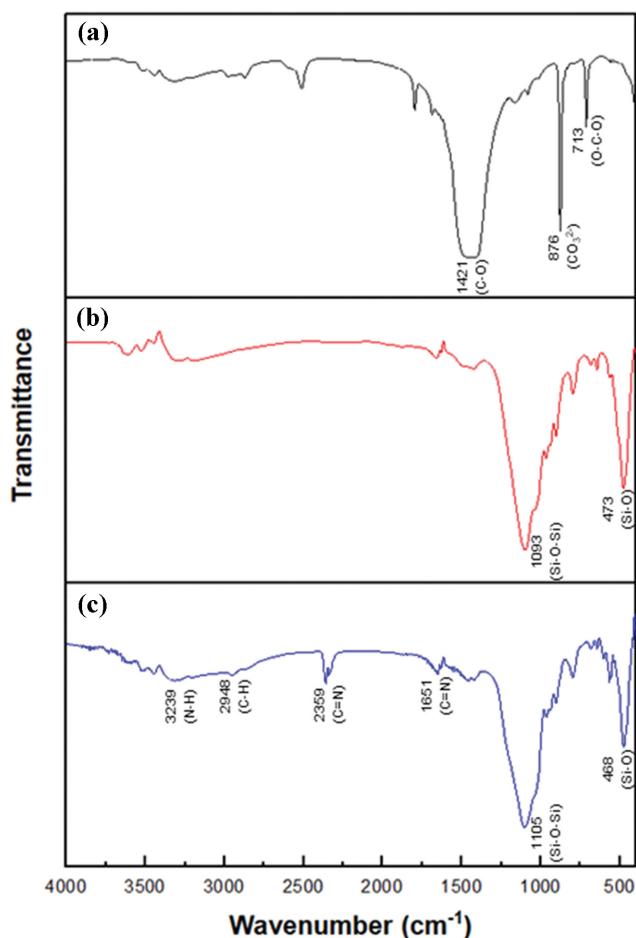 (a)
1421
(C-O)
876
(CO₃²⁻)
713
(O-C-O)
(b)
1093
(Si-O-Si)
473
(Si-O)
(c)
3239
(N-H)
2948
(C-H)
2359
(C=N)
1651
(C=N)
1105
(Si-O-Si)
468
(Si-O)
Transmittance
4000 3500 3000 2500 2000 1500 1000 500
Wavenumber (cm⁻¹)